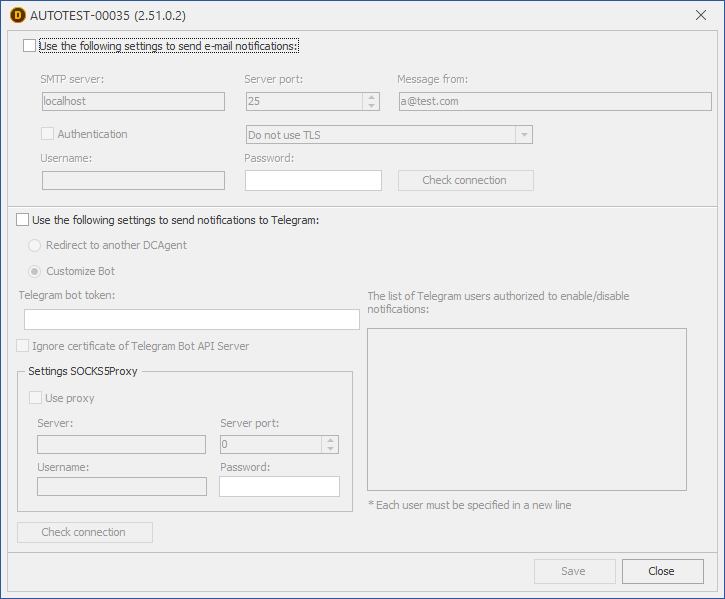 D AUTOTEST-00035 (2.51.0.2)
Use the following settings to send e-mail notifications:
SMTP server: Server port: Message from:
localhost 25 a@test.com
Authentication Do not use TLS
Username: Password:
Check connection
Use the following settings to send notifications to Telegram:
Redirect to another DCAgent
Customize Bot
Telegram bot token:
Ignore certificate of Telegram Bot API Server
Settings SOCKS5Proxy
Use proxy
Server: Server port:
0
Username: Password:
Check connection
The list of Telegram users authorized to enable/disable
notifications:
* Each user must be specified in a new line
Save Close